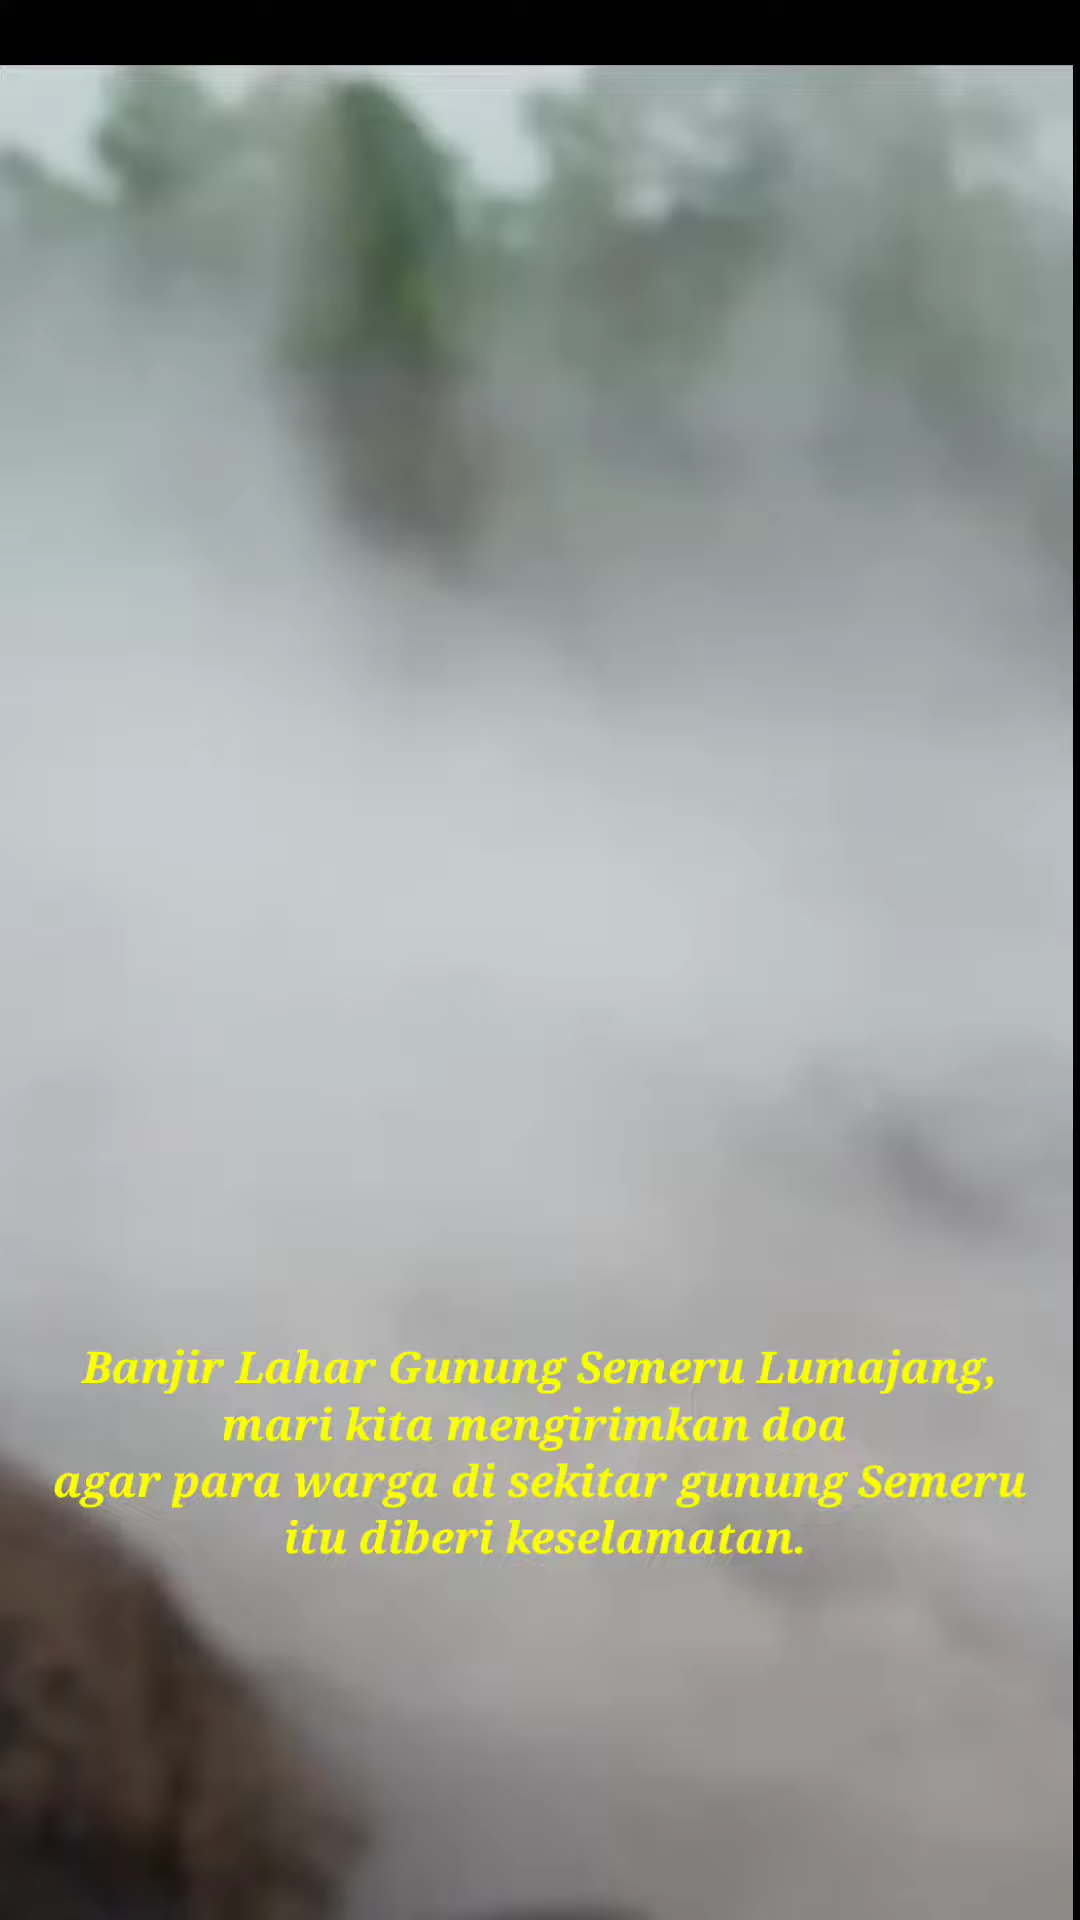 Banjir Lahar Gunung Semeru Lumajang,
mari kita mengirimkan doa
agar para warga di sekitar gunung Semeru
itu diberi keselamatan.